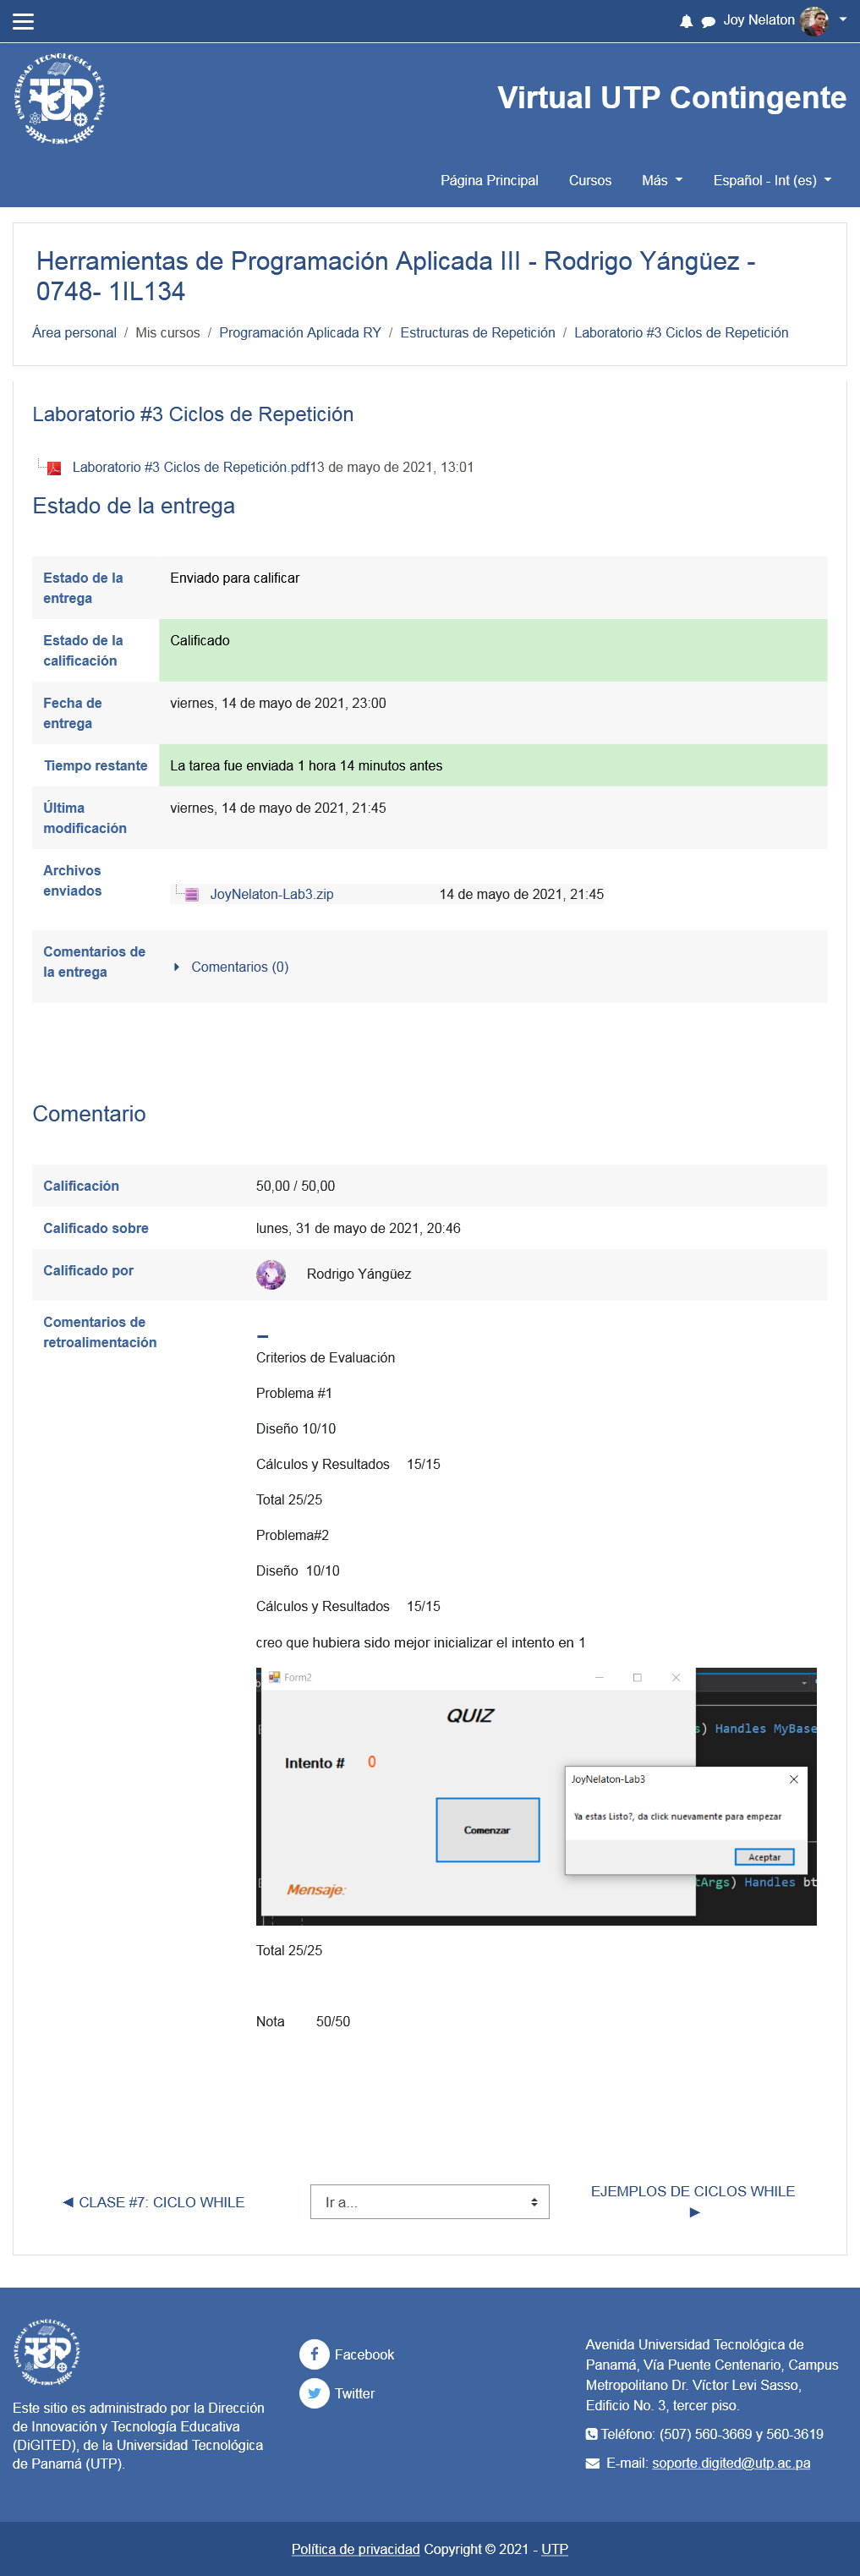 Joy Nelaton
UNIVERSIDAD TECNOLÓGICA DE PANAMÁ
UTP
1981
Virtual UTP Contingente
Página Principal Cursos Más Español - Int (es)
Herramientas de Programación Aplicada III - Rodrigo Yángüez -
0748- 1IL134
Área personal / Mis cursos / Programación Aplicada RY / Estructuras de Repetición / Laboratorio #3 Ciclos de Repetición
Laboratorio #3 Ciclos de Repetición
Laboratorio #3 Ciclos de Repetición.pdf13 de mayo de 2021, 13:01
Estado de la entrega
Estado de la Enviado para calificar
entrega
Estado de la Calificado
calificación
Fecha de viernes, 14 de mayo de 2021, 23:00
entrega
Tiempo restante La tarea fue enviada 1 hora 14 minutos antes
Última viernes, 14 de mayo de 2021, 21:45
modificación
Archivos
enviados
JoyNelaton-Lab3.zip 14 de mayo de 2021, 21:45
Comentarios de
la entrega
Comentarios (0)
Comentario
Calificación 50,00 / 50,00
Calificado sobre lunes, 31 de mayo de 2021, 20:46
Calificado por Rodrigo Yángüez
Comentarios de
retroalimentación
Criterios de Evaluación
Problema #1
Diseño 10/10
Cálculos y Resultados 15/15
Total 25/25
Problema#2
Diseño 10/10
Cálculos y Resultados 15/15
creo que hubiera sido mejor inicializar el intento en 1
Form2
QUIZ
) Handles MyBase
Intento # 0
JoyNelaton-Lab3
Ya estas Listo?, da click nuevamente para empezar
Comenzar
Aceptar
tArgs) Handles bt
Mensaje:
Total 25/25
Nota 50/50
◀ CLASE #7: CICLO WHILE
Ir a...
EJEMPLOS DE CICLOS WHILE
▶
UNIVERSIDAD TECNOLÓGICA DE PANAMÁ
UTP
1981
Este sitio es administrado por la Dirección
de Innovación y Tecnología Educativa
(DiGITED), de la Universidad Tecnológica
de Panamá (UTP).
Facebook
Twitter
Avenida Universidad Tecnológica de
Panamá, Vía Puente Centenario, Campus
Metropolitano Dr. Víctor Levi Sasso,
Edificio No. 3, tercer piso.
Teléfono: (507) 560-3669 y 560-3619
E-mail: soporte.digited@utp.ac.pa
Política de privacidad Copyright © 2021 - UTP